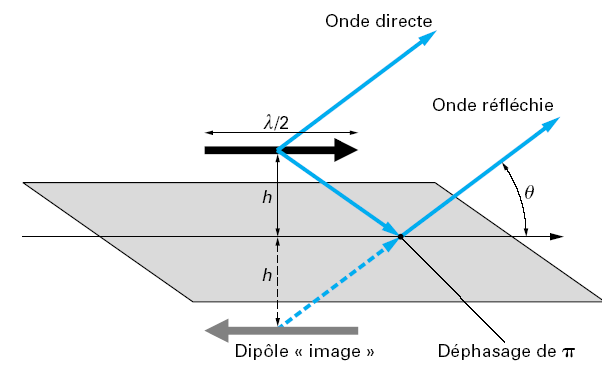 Onde directe
Onde réfléchie
λ/2
h
θ
h
Dipôle « image »
Déphasage de π